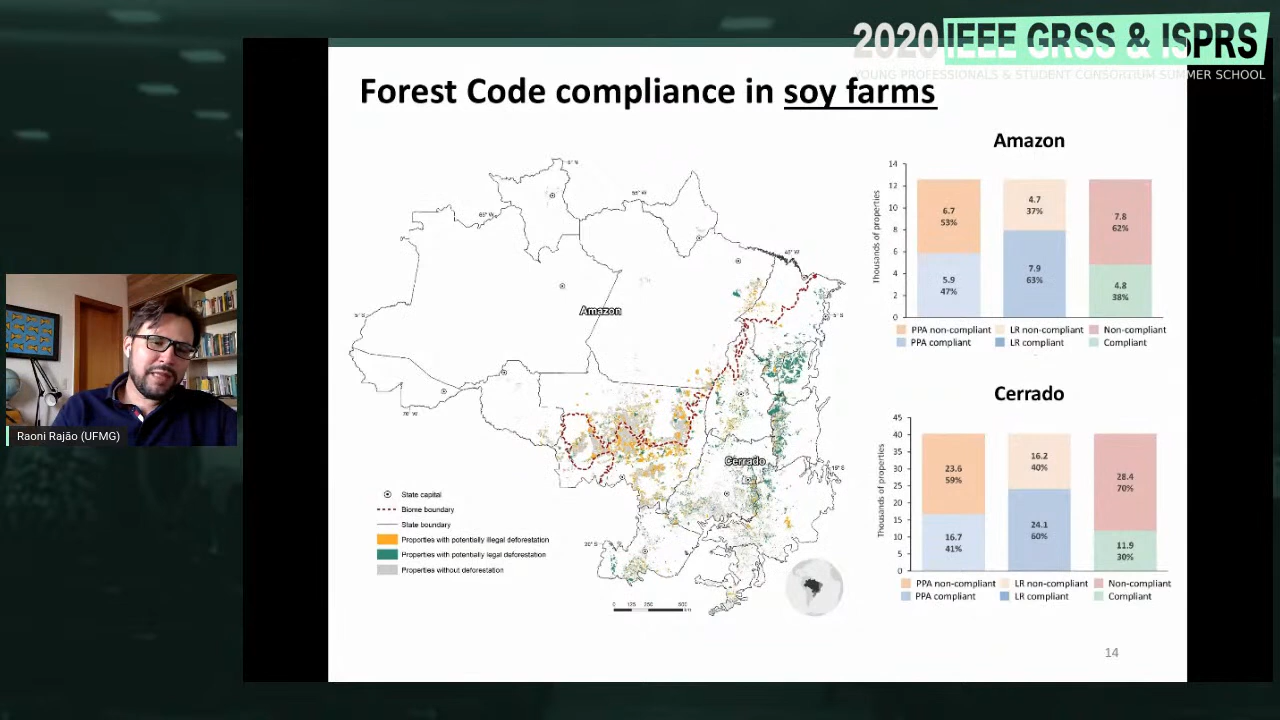 2020 IEEE GRSS & ISPRS
YOUNG PROFESSIONALS & STUDENT CONSORTIUM SUMMER SCHOOL
Forest Code compliance in soy farms
Amazon
Cerrado
State capital
Biome boundary
State boundary
Properties with potentially illegal deforestation
Properties with potentially legal deforestation
Properties without deforestation
0 125 250 500
Amazon
Thousands of properties
14
12
10
8
6
4
2
0
6.7
53%
5.9
47%
4.7
37%
7.9
63%
7.8
62%
4.8
38%
PPA non-compliant LR non-compliant Non-compliant
PPA compliant LR compliant Compliant
Cerrado
Thousands of properties
45
40
35
30
25
20
15
10
5
0
23.6
59%
16.7
41%
16.2
40%
24.1
60%
28.4
70%
11.9
30%
PPA non-compliant LR non-compliant Non-compliant
PPA compliant LR compliant Compliant
14
Raoni Rajão (UFMG)